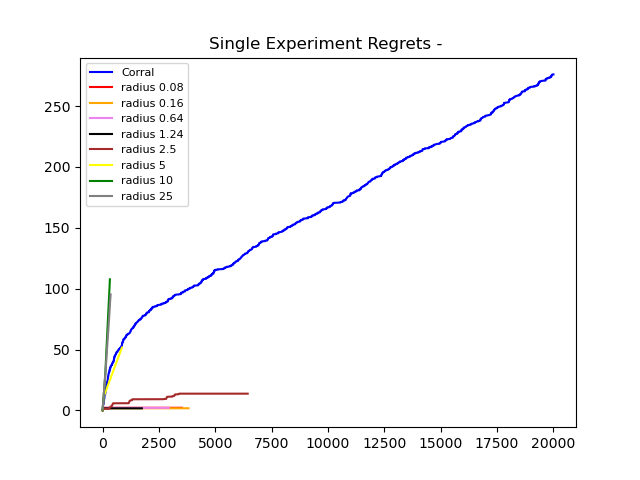 Single Experiment Regrets -
Corral
radius 0.08
radius 0.16
radius 0.64
radius 1.24
radius 2.5
radius 5
radius 10
radius 25
250
200
150
100
50
0
0 2500 5000 7500 10000 12500 15000 17500 20000